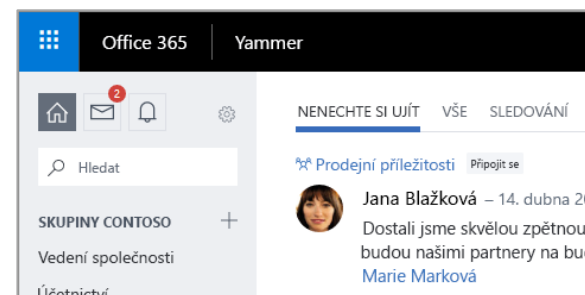 Office 365 Yammer
2
NENECHTE SI UJÍT VŠE SLEDOVÁNÍ
Hledat
Prodejní příležitosti Připojit se
Jana Blažková – 14. dubna
SKUPINY CONTOSO
Dostali jsme skvělou zpětnou
Vedení společnosti
budou našimi partnery na
Marie Marková
Účetnictví